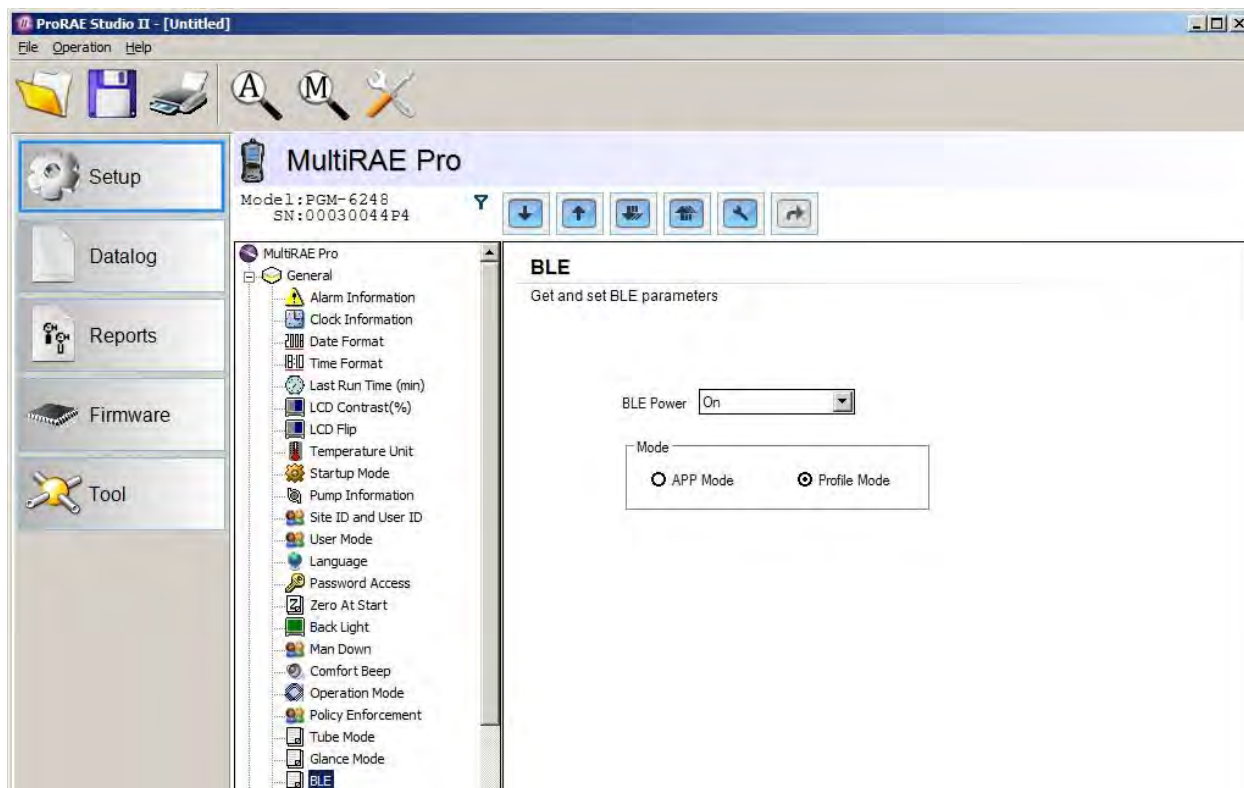 ProRAE Studio II - [Untitled]
File Operation Help
A M
Setup
Datalog
Reports
Firmware
Tool
MultiRAE Pro
Model:PGM-6248
SN:00030044P4
MultiRAE Pro
General
Alarm Information
Clock Information
Date Format
Time Format
Last Run Time (min)
LCD Contrast(%)
LCD Flip
Temperature Unit
Startup Mode
Pump Information
Site ID and User ID
User Mode
Language
Password Access
Zero At Start
Back Light
Man Down
Comfort Beep
Operation Mode
Policy Enforcement
Tube Mode
Glance Mode
BLE
BLE
Get and set BLE parameters
BLE Power On
Mode
APP Mode Profile Mode